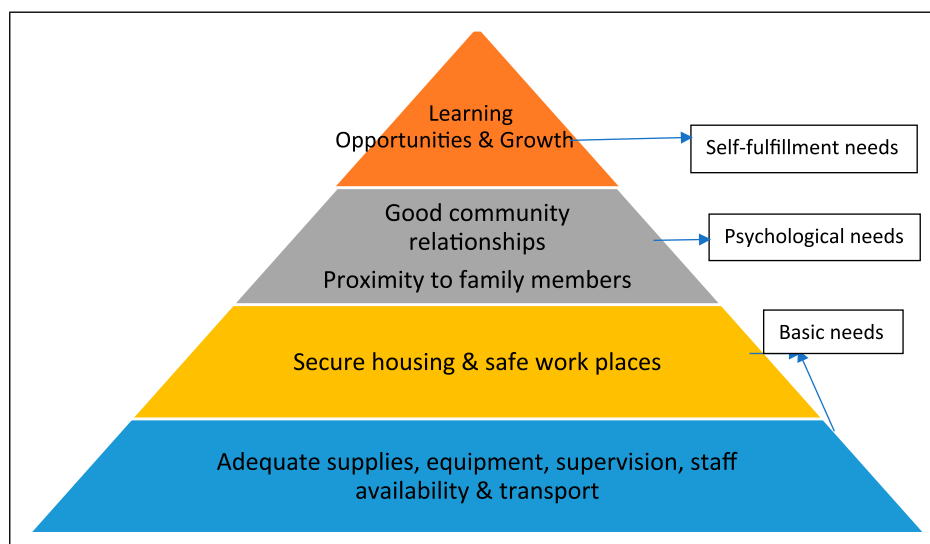 Learning
Opportunities & Growth
Self-fulfillment needs
Good community
relationships
Psychological needs
Proximity to family members
Basic needs
Secure housing & safe work places
Adequate supplies, equipment, supervision, staff
availability & transport